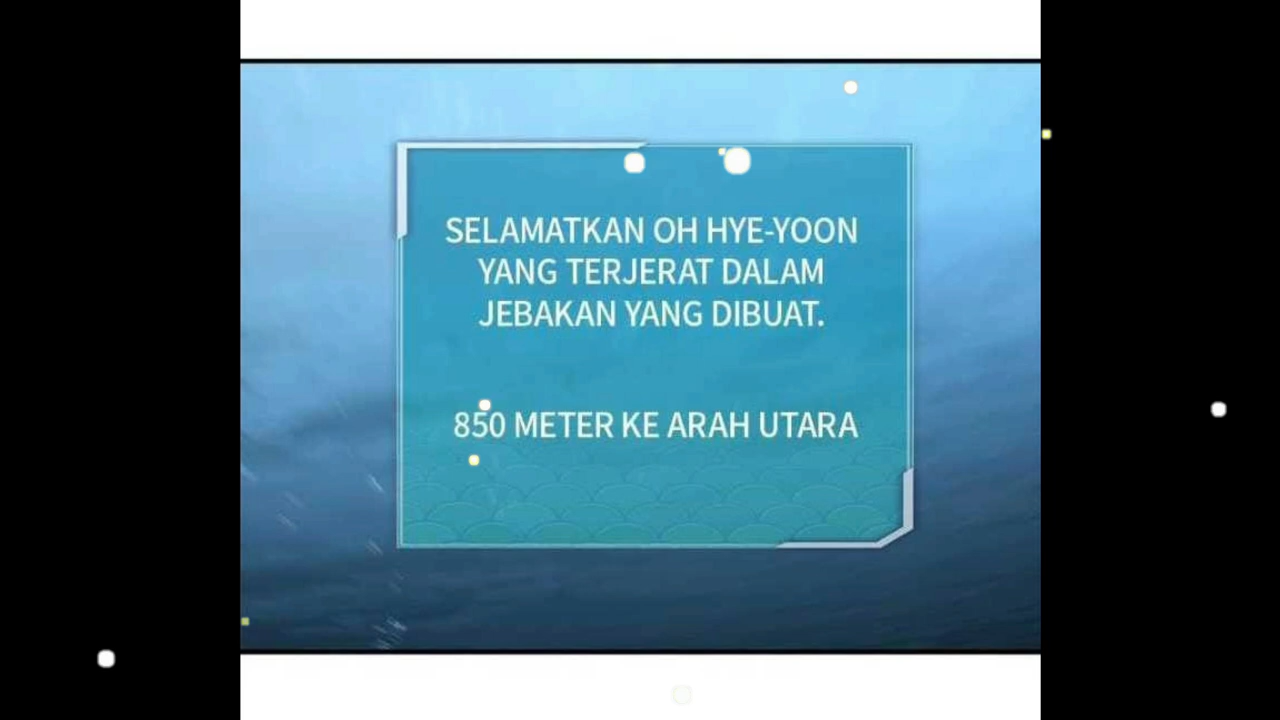 SELAMATKAN OH HYE-YOON
YANG TERJERAT DALAM
JEBAKAN YANG DIBUAT.
850 METER KE ARAH UTARA